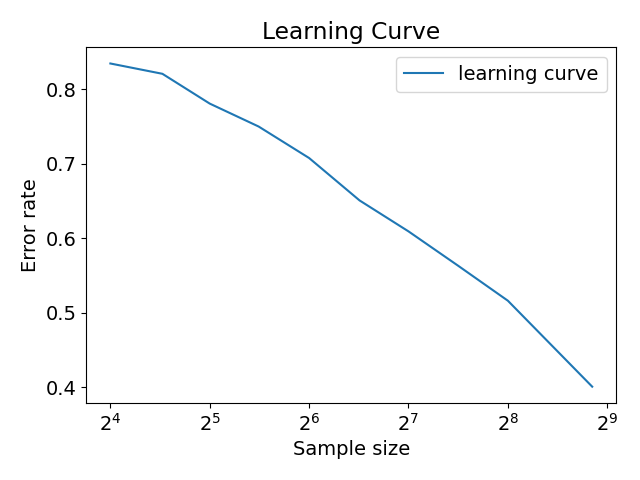 Learning Curve
learning curve
Error rate
0.8
0.7
0.6
0.5
0.4
2⁴ 2⁵ 2⁶ 2⁷ 2⁸ 2⁹
Sample size